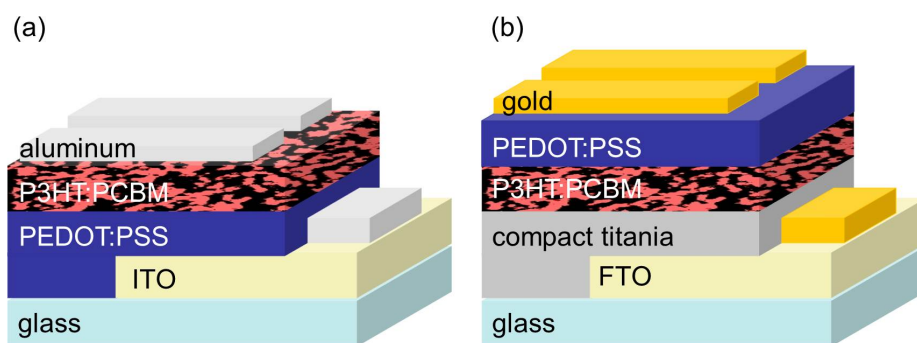 (a)
aluminum
P3HT:PCBM
PEDOT:PSS
ITO
glass
(b)
gold
PEDOT:PSS
P3HT:PCBM
compact titania
FTO
glass